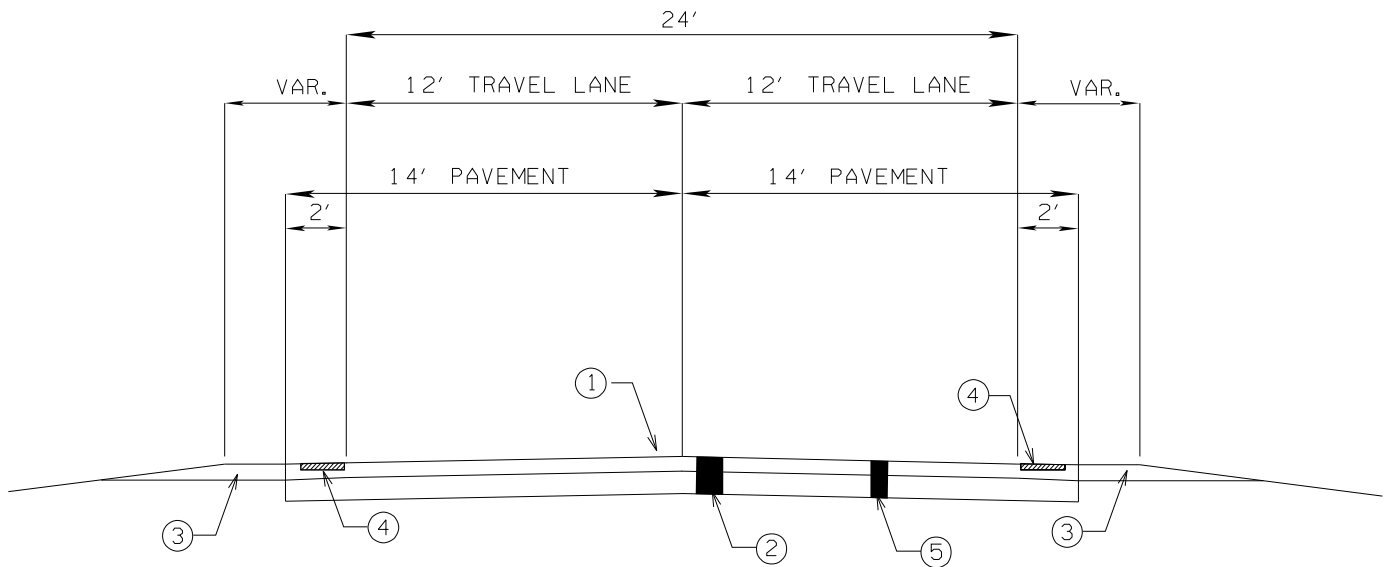 24'
VAR.
12' TRAVEL LANE
12' TRAVEL LANE
VAR.
14' PAVEMENT
14' PAVEMENT
2'
2'
1
4
3
4
2
5
3